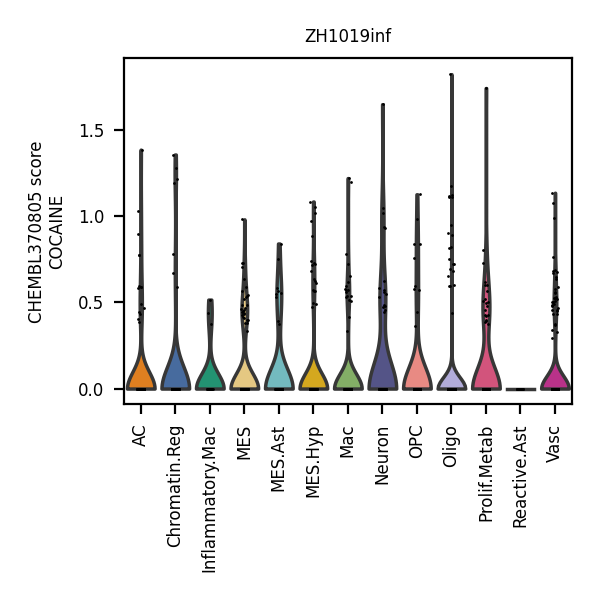 ZH1019inf
CHEMBL370805 score
COCAINE
1.5
1.0
0.5
0.0
AC
Chromatin.Reg
Inflammatory.Mac
MES
MES.Ast
MES.Hyp
Mac
Neuron
OPC
Oligo
Prolif.Metab
Reactive.Ast
Vasc